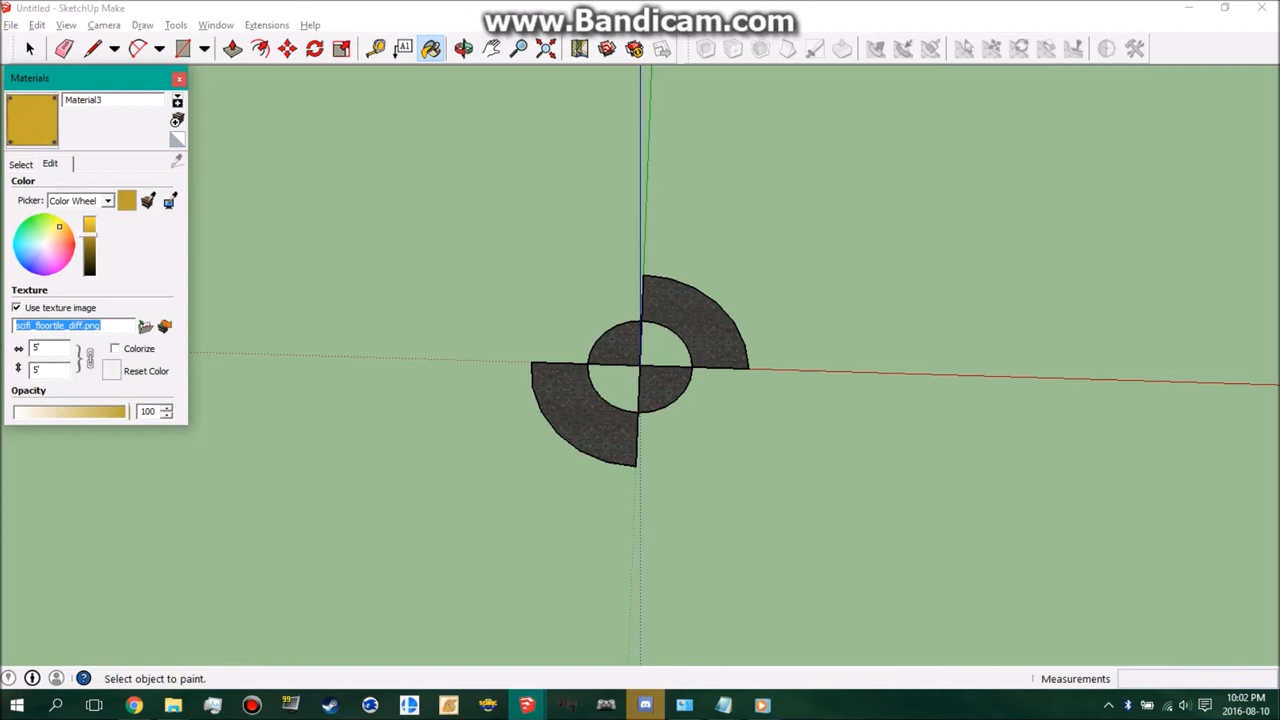 Untitled - SketchUp Make
www.Bandicam.com
File Edit View Camera Draw Tools Window Extensions Help
A1
Materials
Material3
Select Edit
Color
Picker: Color Wheel
Texture
Use texture image
scifi_floortile_diff.png
5' Colorize
5' Reset Color
Opacity
100
Select object to paint.
Measurements
99
10:02 PM
2016-08-10